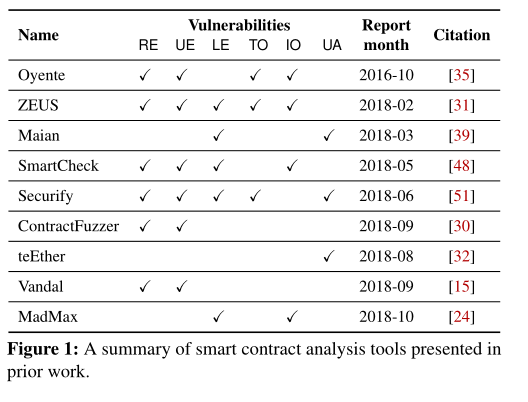 Name Vulnerabilities Report month Citation
RE UE LE TO IO UA
Oyente ✓ ✓ ✓ ✓ 2016-10 [35]
ZEUS ✓ ✓ ✓ ✓ ✓ 2018-02 [31]
Maian ✓ ✓ 2018-03 [39]
SmartCheck ✓ ✓ ✓ ✓ 2018-05 [48]
Securify ✓ ✓ ✓ ✓ ✓ 2018-06 [51]
ContractFuzzer ✓ ✓ 2018-09 [30]
teEther ✓ 2018-08 [32]
Vandal ✓ ✓ 2018-09 [15]
MadMax ✓ ✓ 2018-10 [24]
Figure 1: A summary of smart contract analysis tools presented in
prior work.